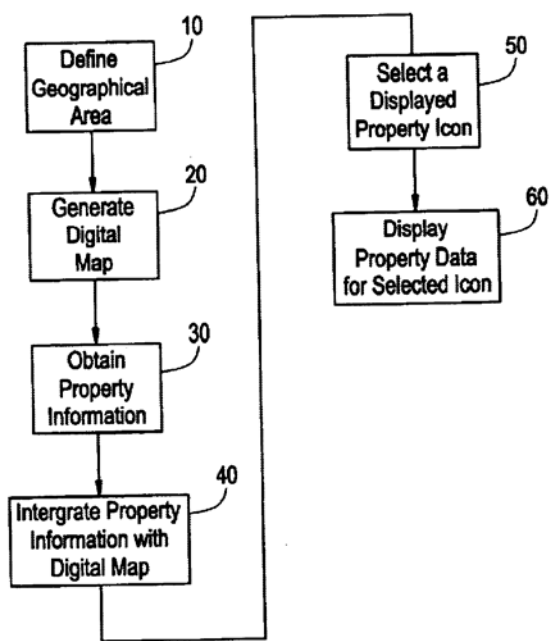 10
Define
Geographical
Area
20
Generate
Digital
Map
30
Obtain
Property
Information
40
Intergrate Property
Information with
Digital Map
50
Select a
Displayed
Property Icon
60
Display
Property Data
for Selected Icon